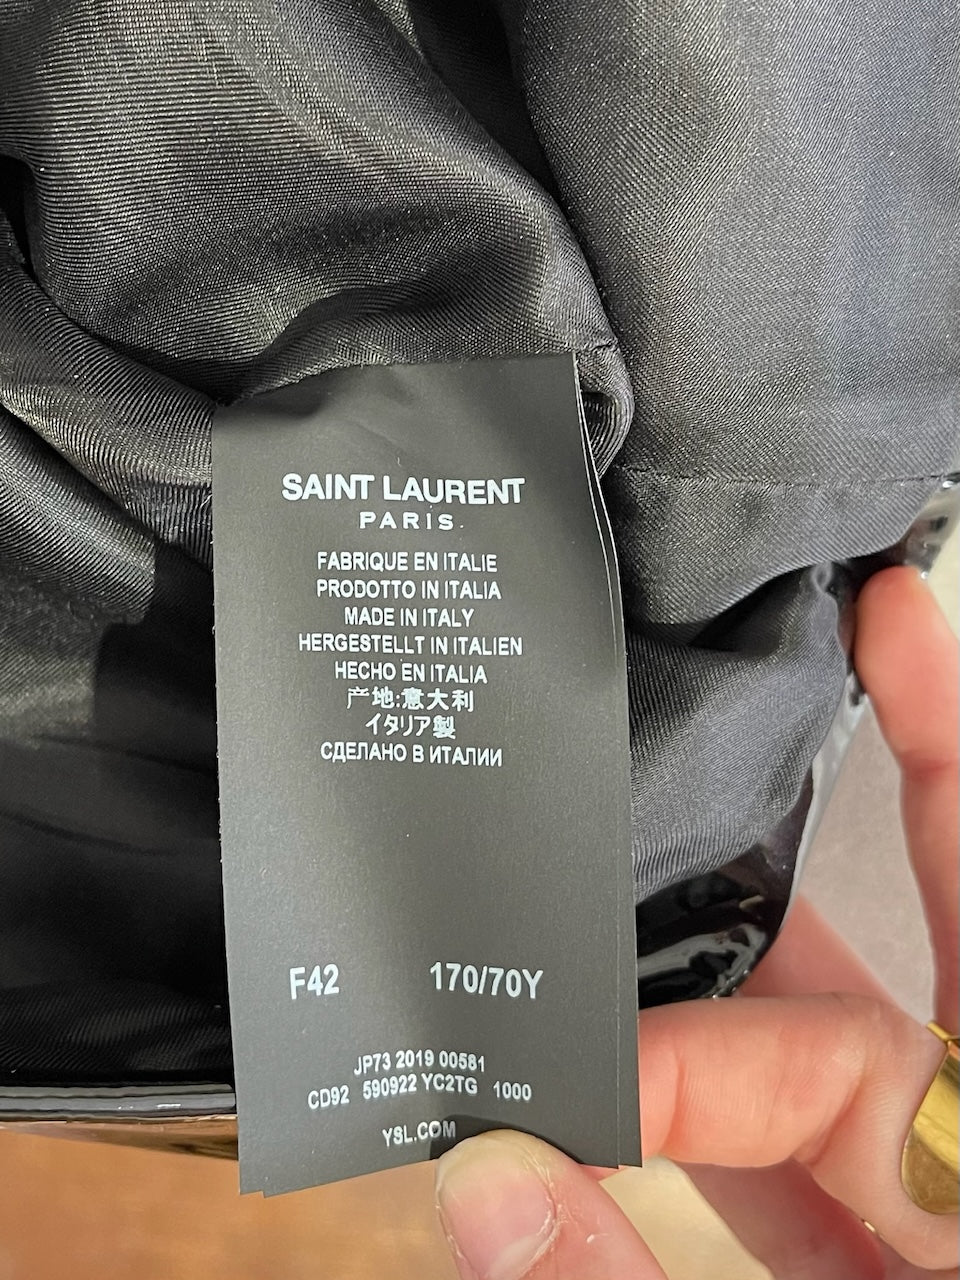 SAINT LAURENT
PARIS
FABRIQUE EN ITALIE
PRODOTTO IN ITALIA
MADE IN ITALY
HERGESTELLT IN ITALIEN
HECHO EN ITALIA
产地:意大利
イタリア製
СДЕЛАНО В ИТАЛИИ
F42 170/70Y
JP73 2019 00581
CD92 590922 YC2TG 1000
YSL.COM